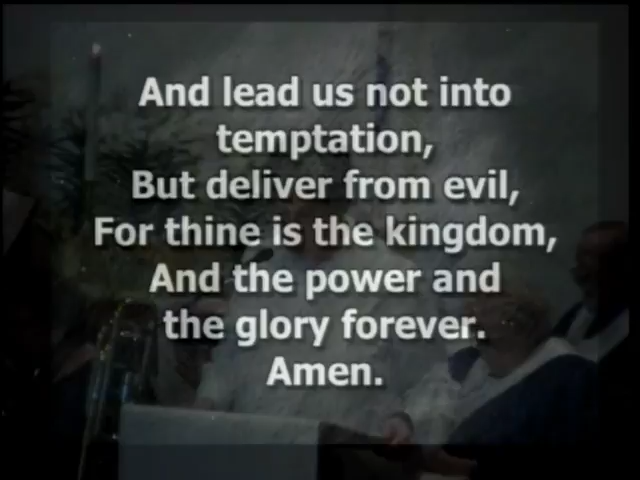 And lead us not into
temptation,
But deliver from evil,
For thine is the kingdom,
And the power and
the glory forever.
Amen.